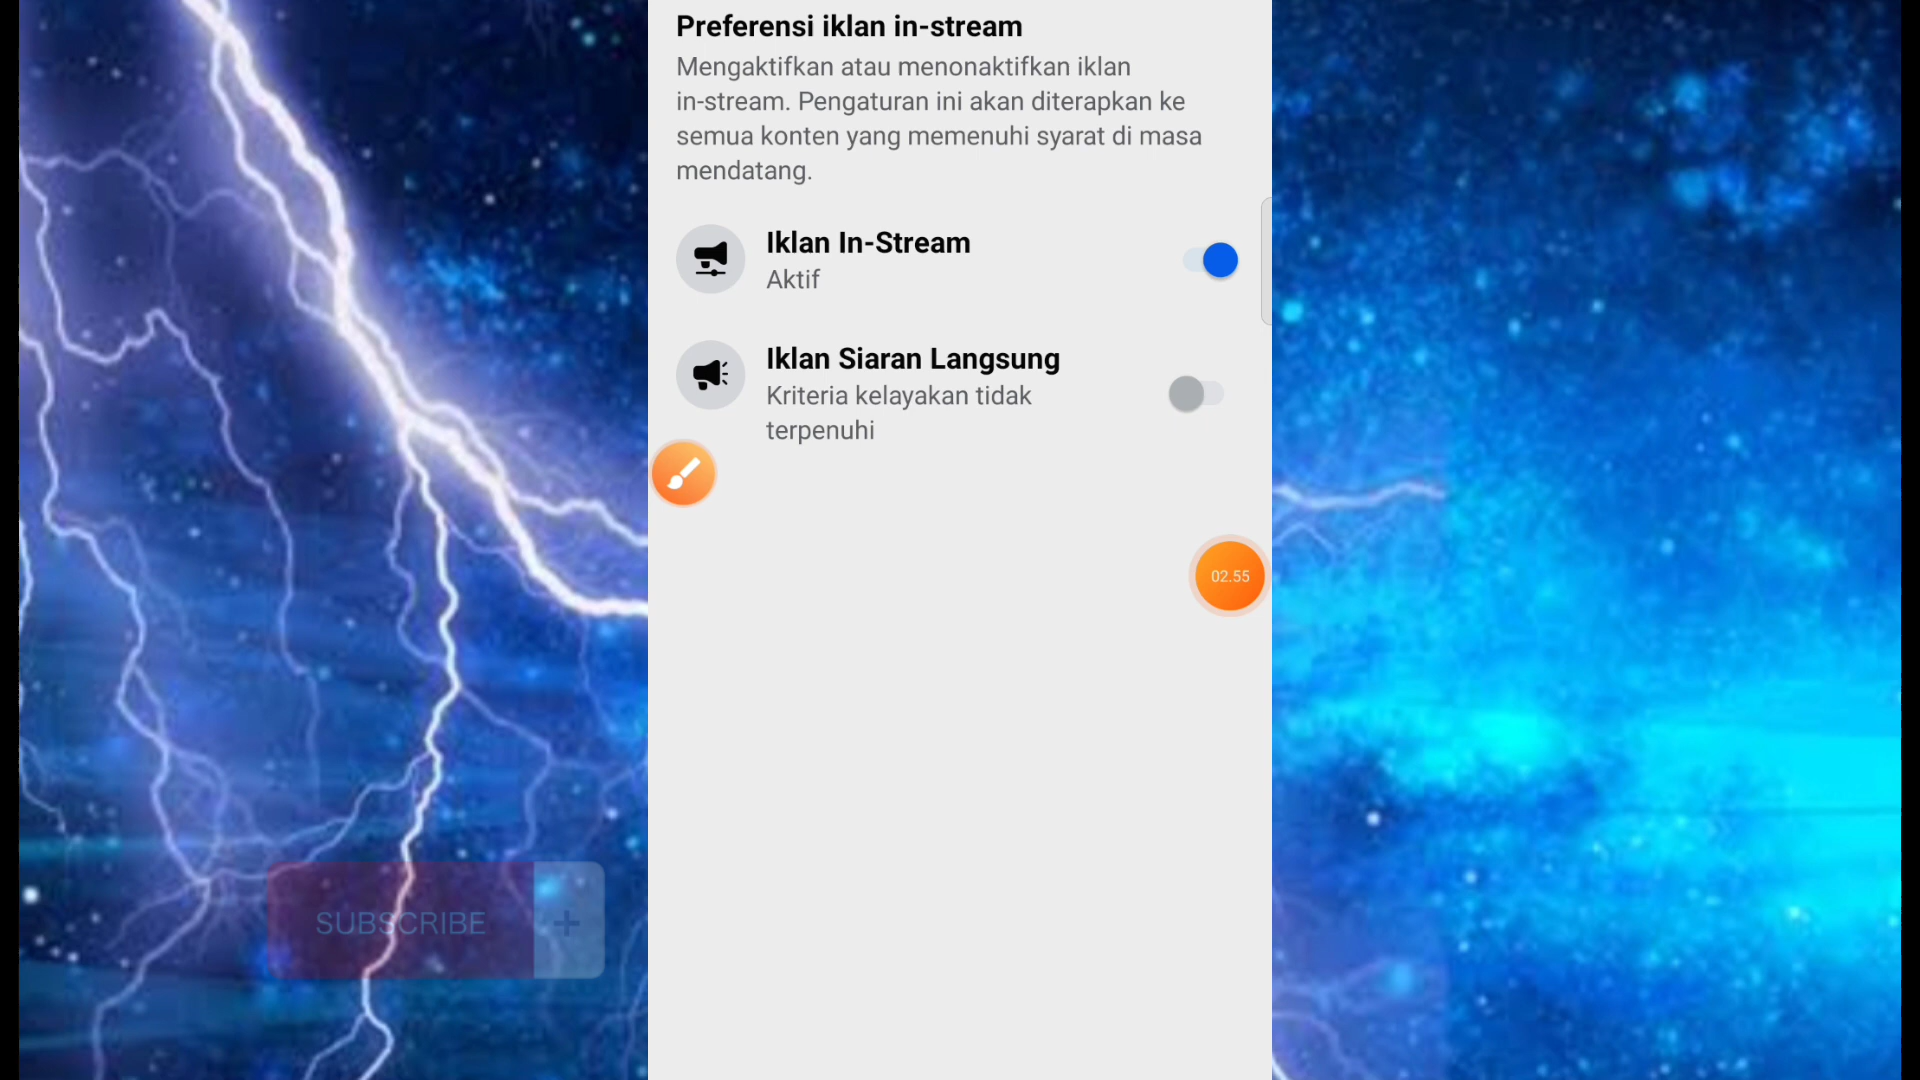 Preferensi iklan in-stream
Mengaktifkan atau menonaktifkan iklan
in-stream. Pengaturan ini akan diterapkan ke
semua konten yang memenuhi syarat di masa
mendatang.
Iklan In-Stream
Aktif
Iklan Siaran Langsung
Kriteria kelayakan tidak
terpenuhi
02.55
SUBSCRIBE +